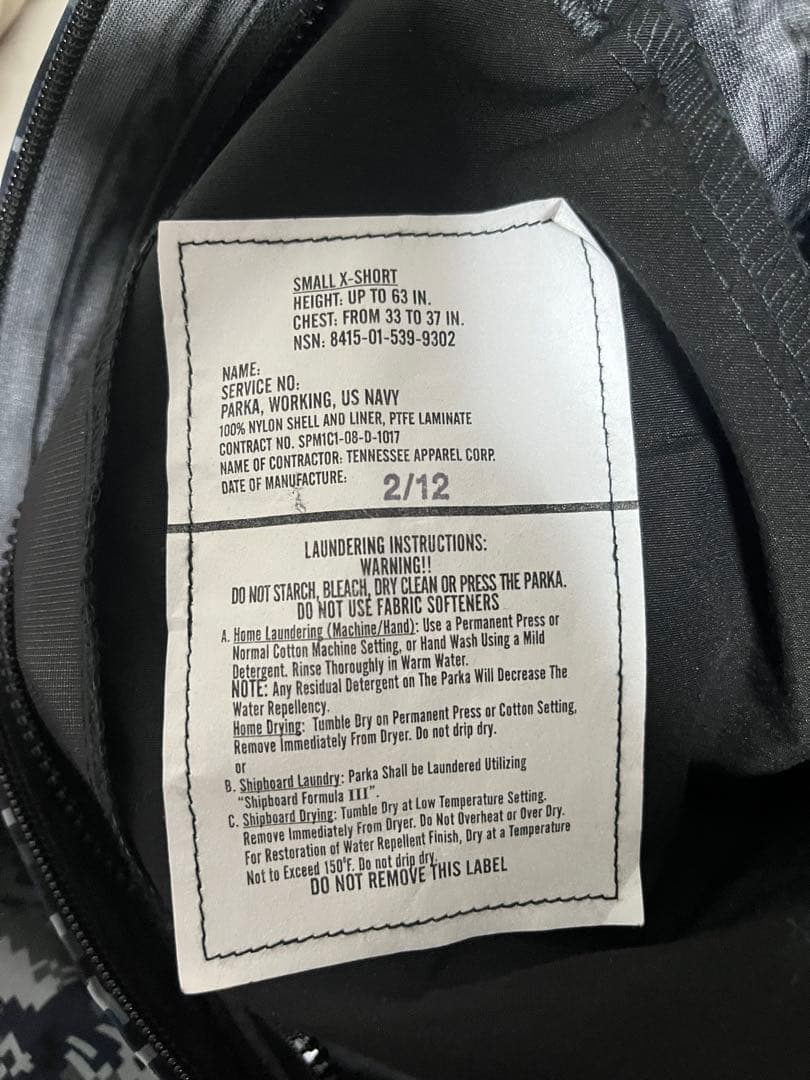 SMALL X-SHORT
HEIGHT: UP TO 63 IN.
CHEST: FROM 33 TO 37 IN.
NSN: 8415-01-539-9302
NAME:
SERVICE NO:
PARKA, WORKING, US NAVY
100% NYLON SHELL AND LINER, PTFE LAMINATE
CONTRACT NO. SPM1C1-08-D-1017
NAME OF CONTRACTOR: TENNESSEE APPAREL CORP.
DATE OF MANUFACTURE: 2/12
LAUNDERING INSTRUCTIONS:
WARNING!!
DO NOT STARCH, BLEACH, DRY CLEAN OR PRESS THE PARKA.
DO NOT USE FABRIC SOFTENERS
A. Home Laundering (Machine/Hand): Use a Permanent Press or
Normal Cotton Machine Setting, or Hand Wash Using a Mild
Detergent. Rinse Thoroughly in Warm Water.
NOTE: Any Residual Detergent on The Parka Will Decrease The
Water Repellency.
Home Drying: Tumble Dry on Permanent Press or Cotton Setting,
Remove Immediately From Dryer. Do not drip dry.
or
B. Shipboard Laundry: Parka Shall be Laundered Utilizing
"Shipboard Formula III".
C. Shipboard Drying: Tumble Dry at Low Temperature Setting.
Remove Immediately From Dryer. Do Not Overheat or Over Dry.
For Restoration of Water Repellent Finish, Dry at a Temperature
Not to Exceed 150°F. Do not drip dry.
DO NOT REMOVE THIS LABEL